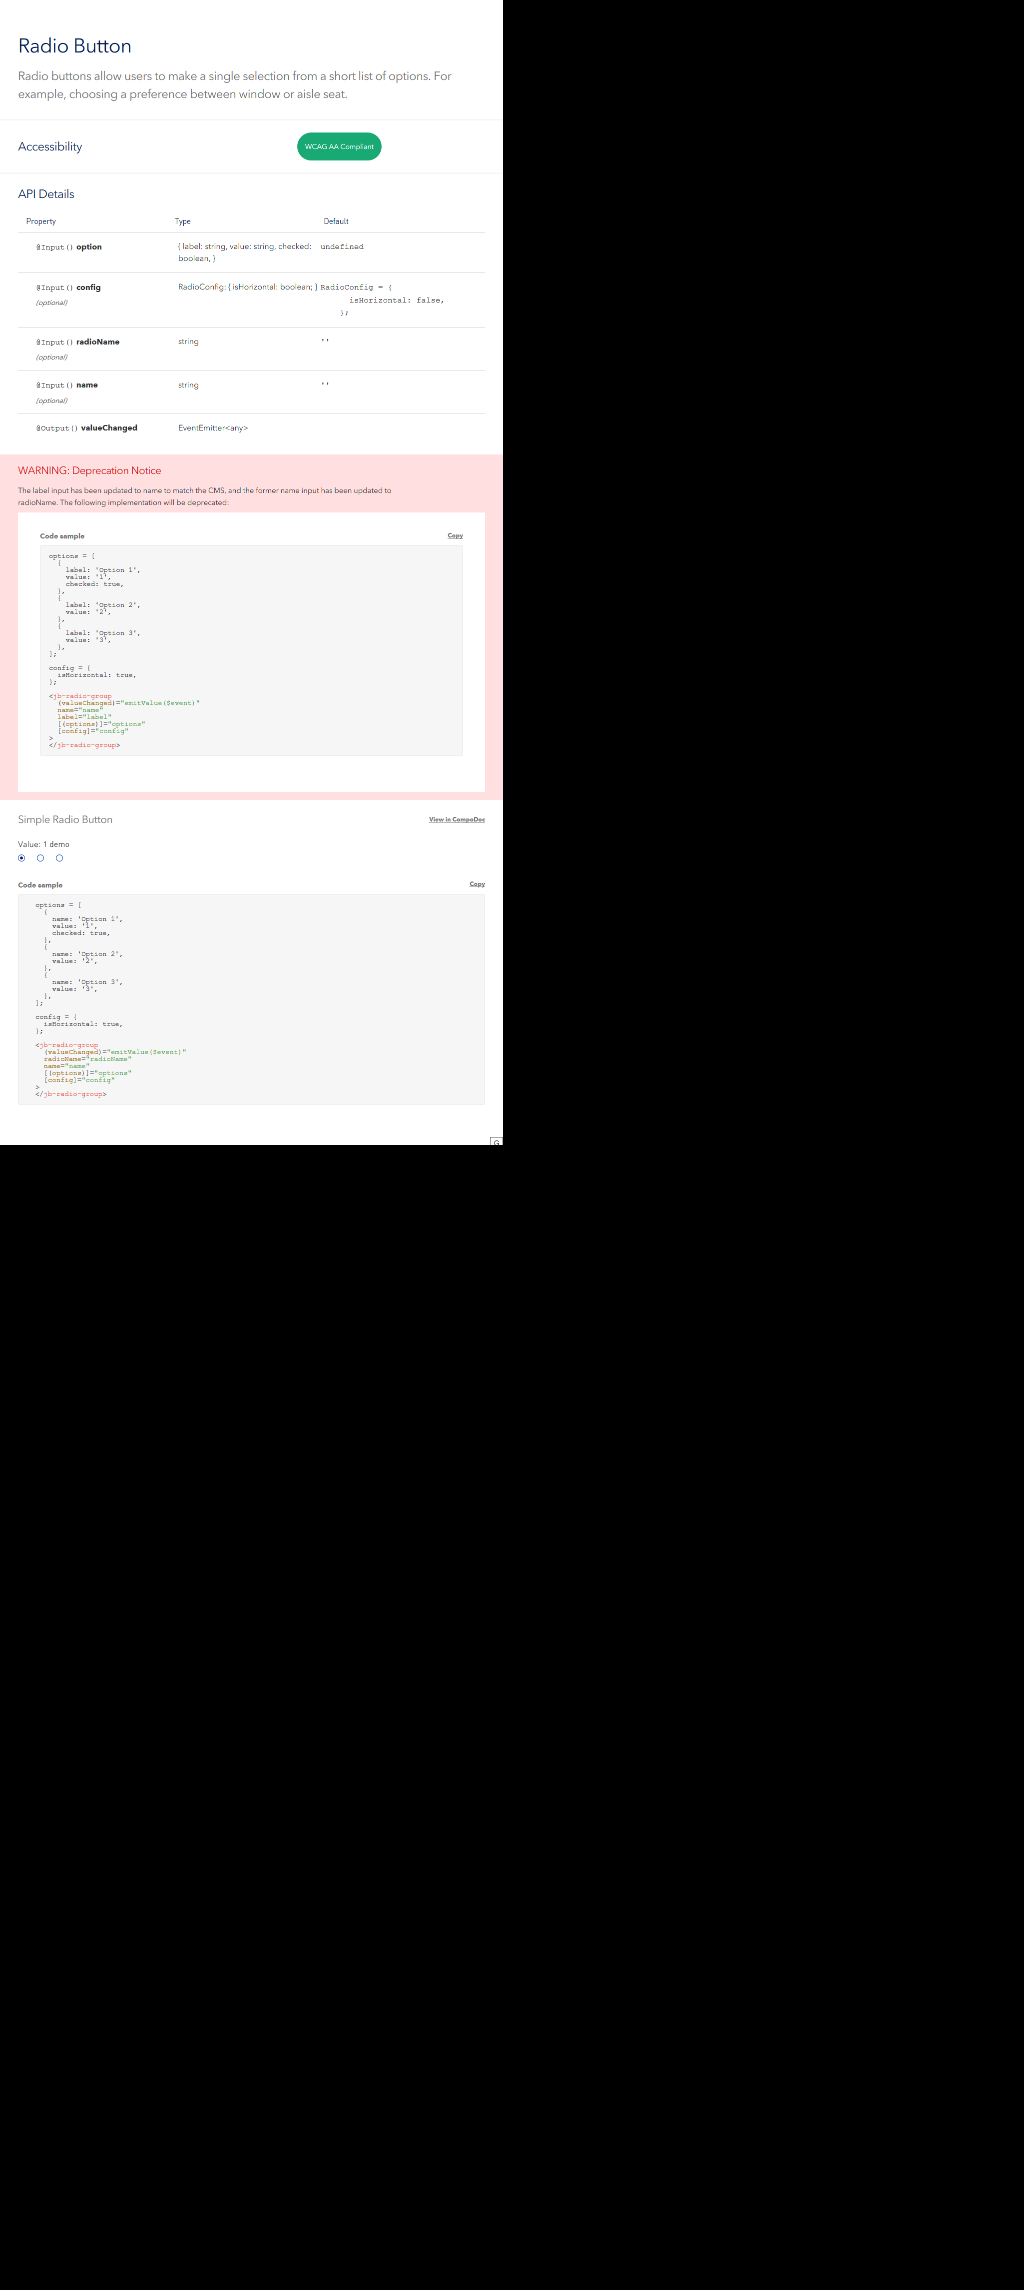 Radio Button
Radio buttons allow users to make a single selection from a short list of options. For
example, choosing a preference between window or aisle seat.
Accessibility
WCAG AA Compliant
API Details
Property Type Default
@Input() option { label: string, value: string, checked: undefined
boolean, }
@Input() config RadioConfig: { isHorizontal: boolean; } RadioConfig = {
(optional) isHorizontal: false,
};
@Input() radioName string ''
(optional)
@Input() name string ''
(optional)
@Output() valueChanged EventEmitter<any>
WARNING: Deprecation Notice
The label input has been updated to name to match the CMS, and the former name input has been updated to
radioName. The following implementation will be deprecated:
Code sample Copy
options = [
{
label: 'Option 1',
value: '1',
checked: true,
},
{
label: 'Option 2',
value: '2',
},
{
label: 'Option 3',
value: '3',
},
];
config = {
isHorizontal: true,
};
<jb-radio-group
(valueChanged)="emitValue($event)"
name="name"
label="label"
[(options)]="options"
[config]="config"
>
</jb-radio-group>
Simple Radio Button View in CompoDoc
Value: 1 demo
Code sample Copy
options = [
{
name: 'Option 1',
value: '1',
checked: true,
},
{
name: 'Option 2',
value: '2',
},
{
name: 'Option 3',
value: '3',
},
];
config = {
isHorizontal: true,
};
<jb-radio-group
(valueChanged)="emitValue($event)"
radioName="radioName"
name="name"
[(options)]="options"
[config]="config"
>
</jb-radio-group>
G